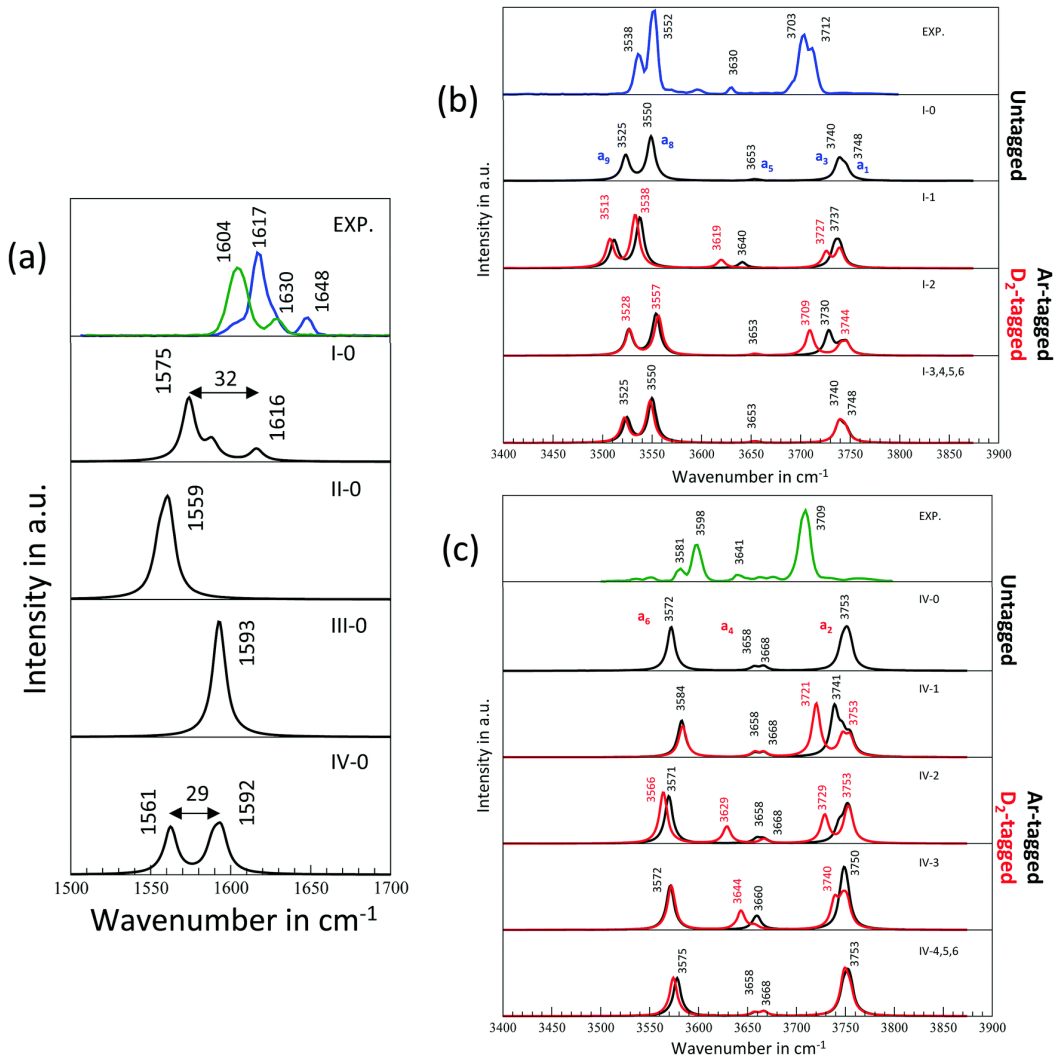 (a)
EXP.
1604
1617
1630
1648
I-0
1575
32
1616
II-0
1559
III-0
1593
IV-0
1561
29
1592
1500
1550
1600
1650
1700
Wavenumber in cm-1
Intensity in a.u.
(b)
EXP.
3538
3552
3630
3703
3712
I-0
3525
3550
3653
3740
3748
a9
a8
a5
a3
a1
I-1
3513
3538
3619
3640
3727
3737
I-2
3528
3557
3653
3709
3730
3744
I-3,4,5,6
3525
3550
3653
3740
3748
3400
3450
3500
3550
3600
3650
3700
3750
3800
3850
3900
Wavenumber in cm-1
Intensity in a.u.
Untagged
Ar-tagged
D2-tagged
(c)
EXP.
3581
3598
3641
3709
IV-0
a6
3572
a4
3658
3668
a2
3753
IV-1
3584
3658
3668
3721
3741
3753
IV-2
3566
3571
3629
3658
3668
3729
3753
IV-3
3572
3644
3660
3740
3750
IV-4,5,6
3575
3658
3668
3753
3400
3450
3500
3550
3600
3650
3700
3750
3800
3850
3900
Wavenumber in cm-1
Intensity in a.u.
Untagged
Ar-tagged
D2-tagged